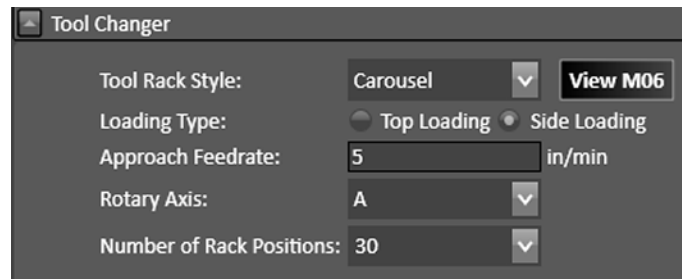 Tool Changer
Tool Rack Style: Carousel View M06
Loading Type: Top Loading Side Loading
Approach Feedrate: 5 in/min
Rotary Axis: A
Number of Rack Positions: 30